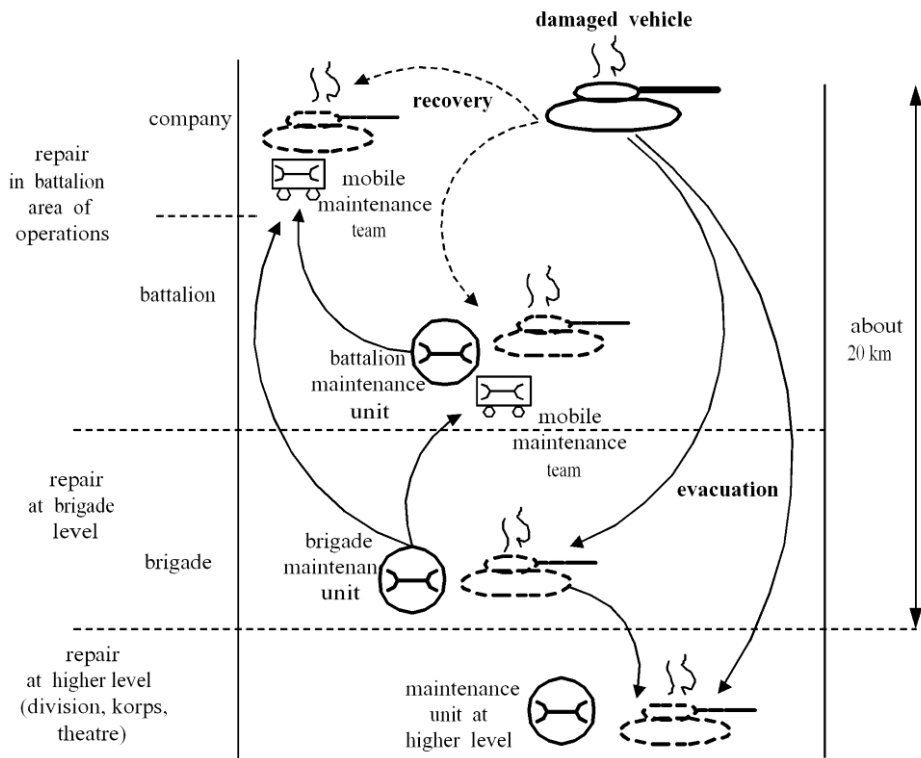 damaged vehicle
recovery
company
repair
in battalion
area of
operations
mobile
maintenance
team
battalion
battalion
maintenance
unit
about
20 km
mobile
maintenance
team
repair
at brigade
level
evacuation
brigade
brigade
maintenan
unit
repair
at higher level
(division, korps,
theatre)
maintenance
unit at
higher level